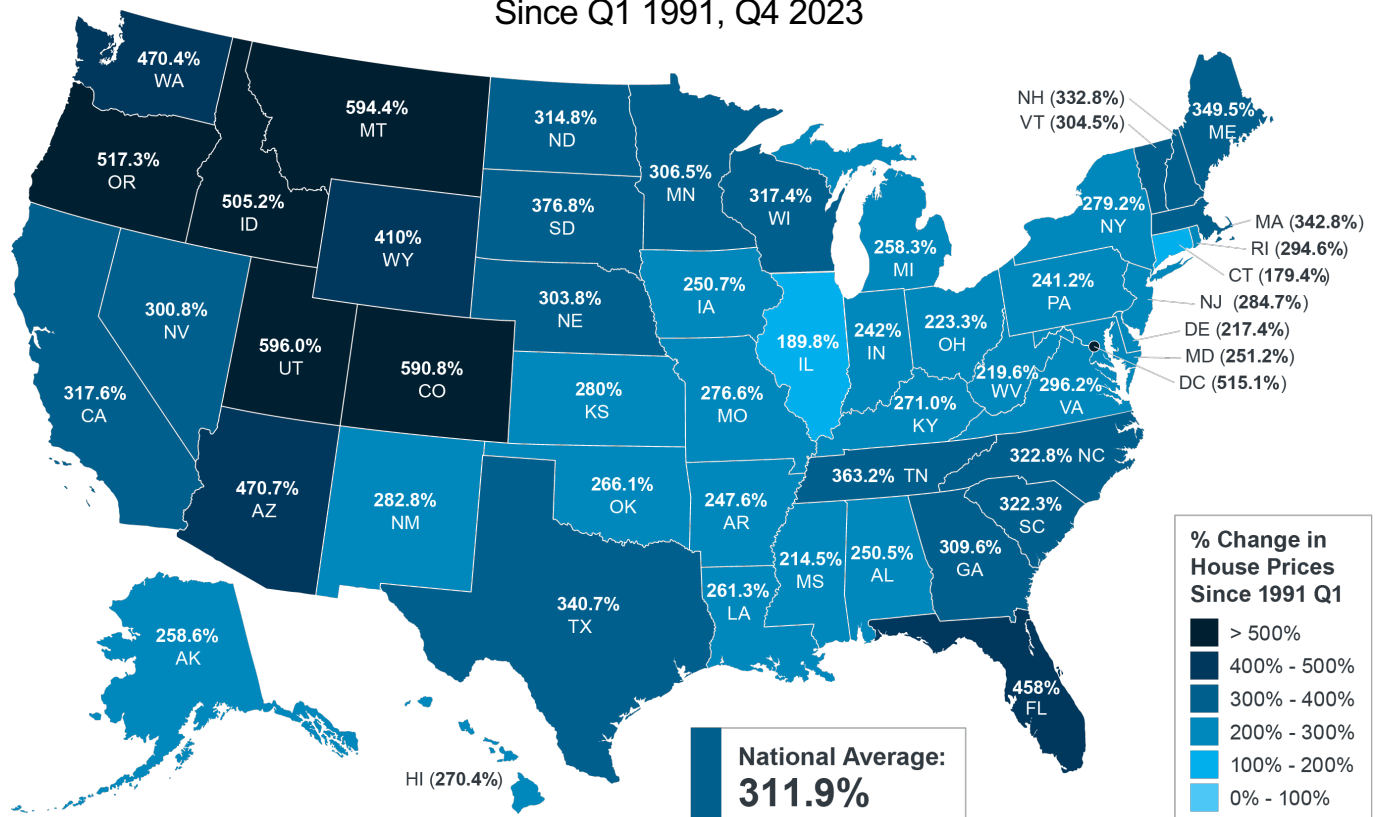 Since Q1 1991, Q4 2023
470.4%
WA
594.4%
MT
314.8%
ND
306.5%
MN
317.4%
WI
258.3%
MI
NH (332.8%)
VT (304.5%)
349.5%
ME
517.3%
OR
505.2%
ID
410%
WY
376.8%
SD
279.2%
NY
MA (342.8%)
RI (294.6%)
CT (179.4%)
NJ (284.7%)
DE (217.4%)
MD (251.2%)
DC (515.1%)
300.8%
NV
596.0%
UT
590.8%
CO
303.8%
NE
250.7%
IA
189.8%
IL
242%
IN
223.3%
OH
241.2%
PA
317.6%
CA
280%
KS
276.6%
MO
271.0%
KY
219.6%
WV
296.2%
VA
470.7%
AZ
282.8%
NM
266.1%
OK
247.6%
AR
363.2% TN
322.8% NC
322.3%
SC
340.7%
TX
261.3%
LA
214.5%
MS
250.5%
AL
309.6%
GA
458%
FL
258.6%
AK
HI (270.4%)
National Average:
311.9%
% Change in
House Prices
Since 1991 Q1
> 500%
400% - 500%
300% - 400%
200% - 300%
100% - 200%
0% - 100%